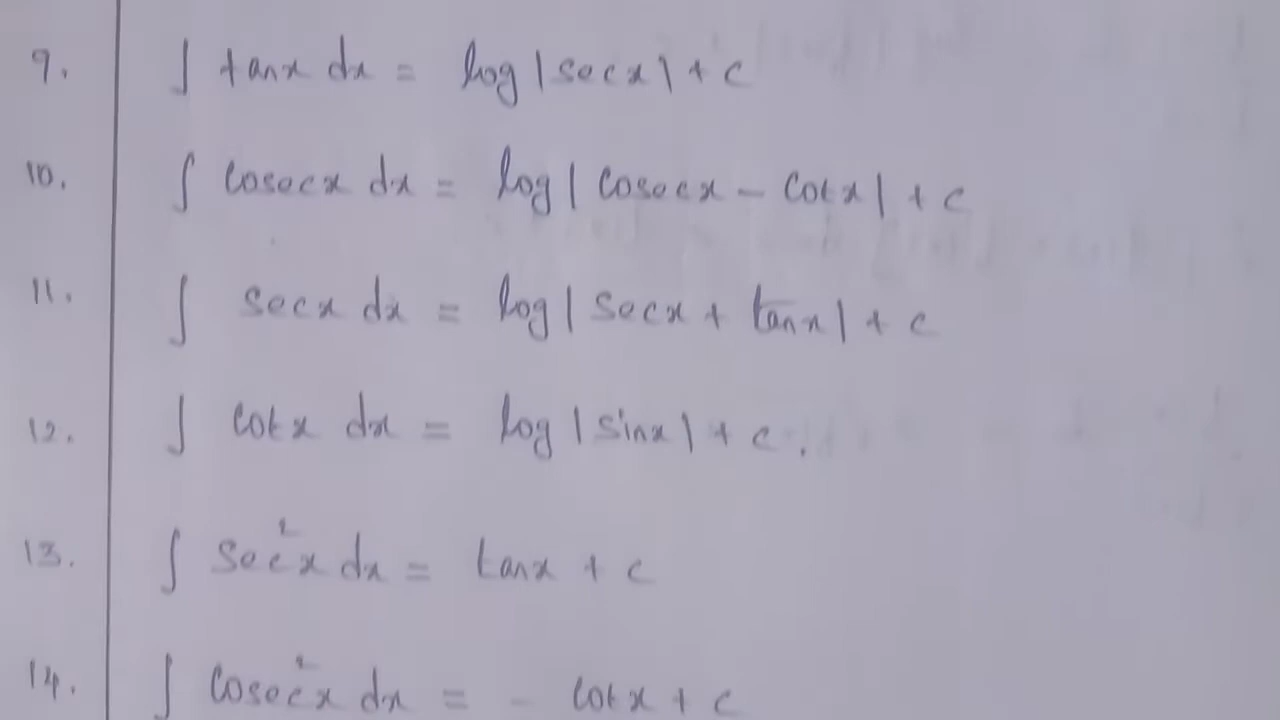 9. ∫ tanx dx = log|secx| + c
10. ∫ cosecx dx = log| cosecx - cotx| + c
11. ∫ secx dx = log| secx + tanx| + c
12. ∫ cotx dx = log |sinx| + c.
13. ∫ sec²x dx = tanx + c
14. ∫ cosec²x dx = - cotx + c